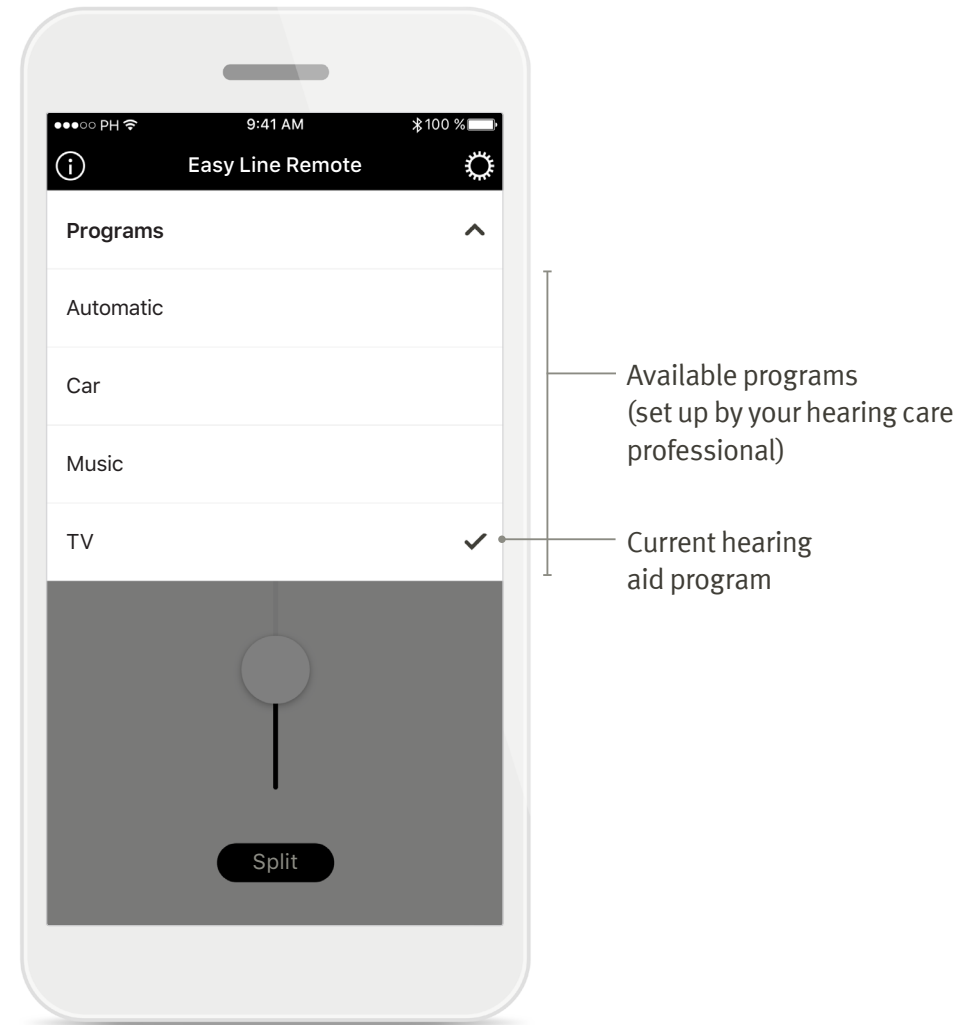 PH 9:41 AM 100 %
Easy Line Remote
Programs
Automatic
Car
Music
TV
Split
Available programs
(set up by your hearing care
professional)
Current hearing
aid program